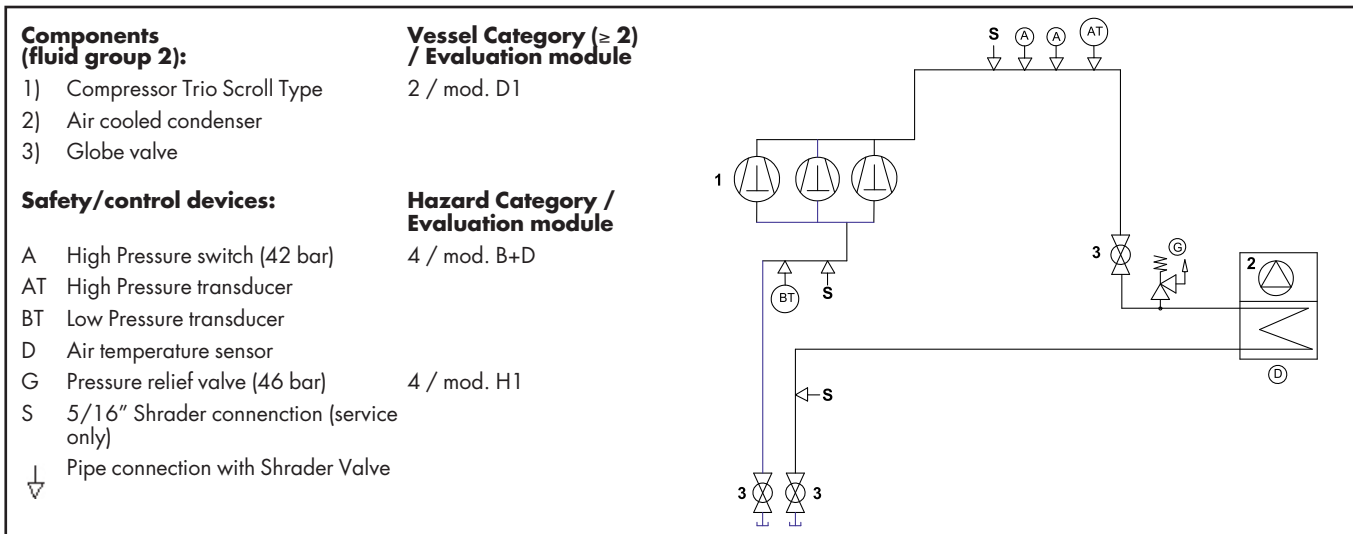 Components
(fluid group 2):
Vessel Category (≥ 2)
/ Evaluation module
1) Compressor Trio Scroll Type 2 / mod. D1
2) Air cooled condenser
3) Globe valve
Safety/control devices:
Hazard Category /
Evaluation module
A High Pressure switch (42 bar) 4 / mod. B+D
AT High Pressure transducer
BT Low Pressure transducer
D Air temperature sensor
G Pressure relief valve (46 bar) 4 / mod. H1
S 5/16” Shrader connenction (service
only)
Pipe connection with Shrader Valve
S A A AT
1
3 G
2
BT S
D
S
3 3